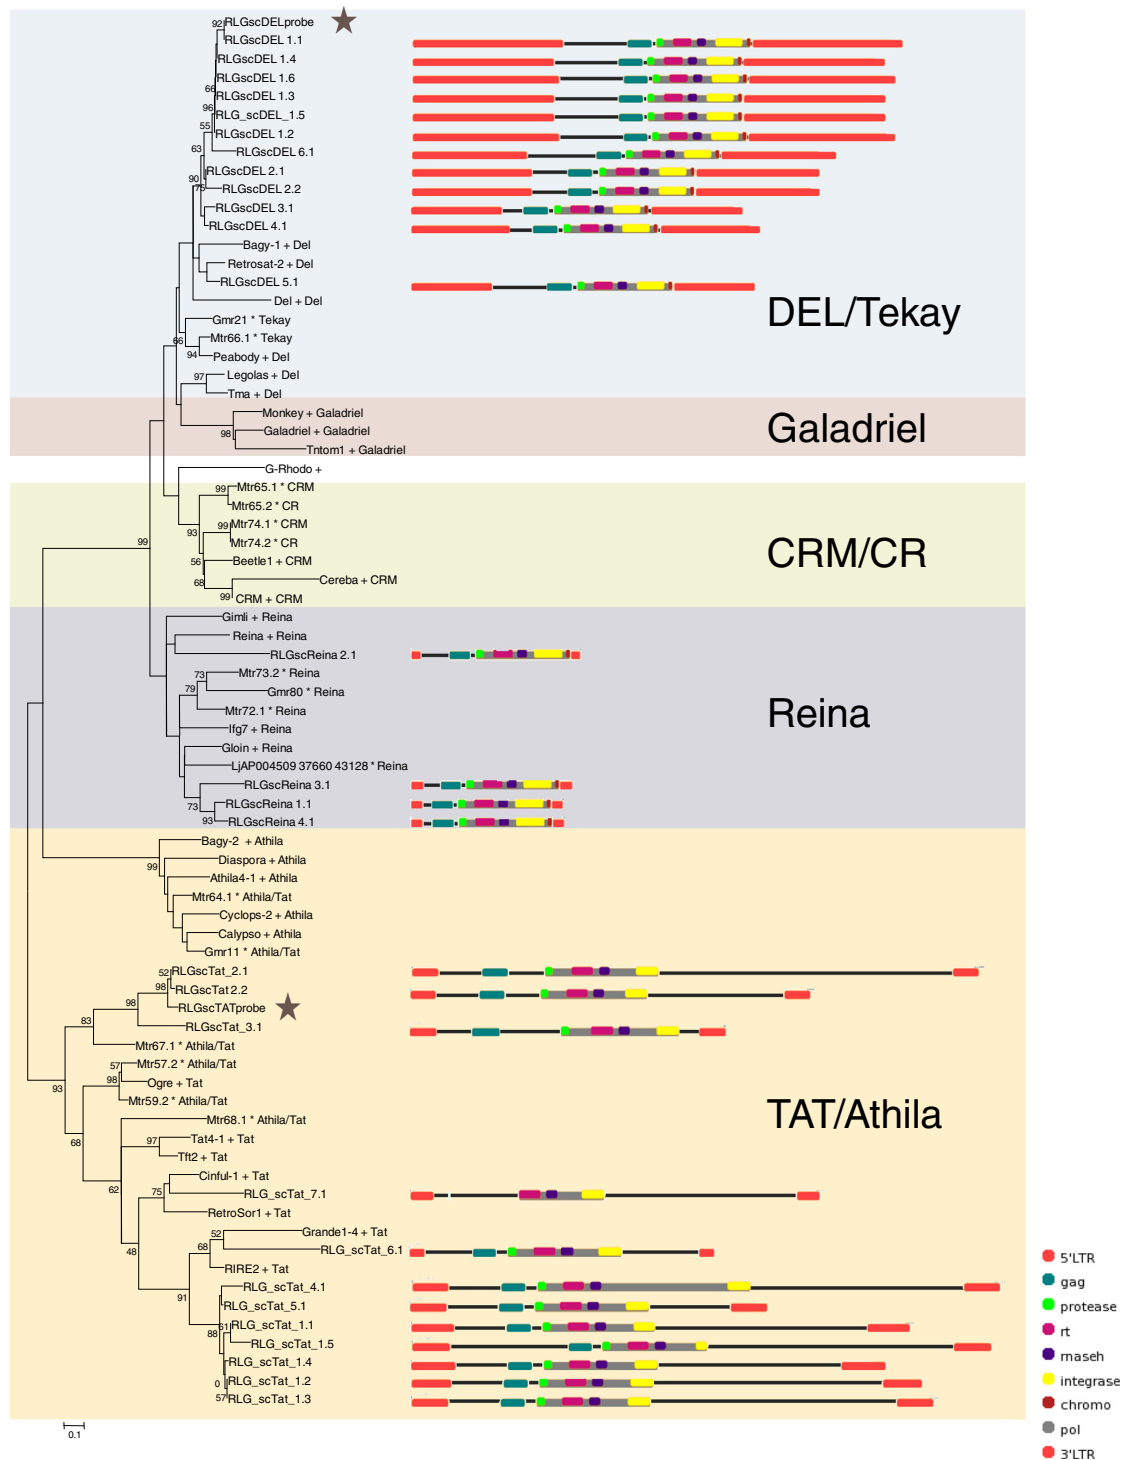 92 RLGscDELprobe
RLGscDEL 1.1
RLGscDEL 1.4
RLGscDEL 1.6
66
RLGscDEL 1.3
96
RLG_scDEL_1.5
55
RLGscDEL 1.2
63
RLGscDEL 6.1
RLGscDEL 2.1
90
75
RLGscDEL 2.2
RLGscDEL 3.1
RLGscDEL 4.1
Bagy-1 + Del
Retrosat-2 + Del
RLGscDEL 5.1
Del + Del
DEL/Tekay
Gmr21 * Tekay
66
Mtr66.1 * Tekay
94
Peabody + Del
97 Legolas + Del
Tma + Del
Monkey + Galadriel
Galadriel
98 Galadriel + Galadriel
Tntom1 + Galadriel
G-Rhodo +
99 Mtr65.1 * CRM
Mtr65.2 * CR
99 Mtr74.1 * CRM
93
99 Mtr74.2 * CR
CRM/CR
56 Beetle1 + CRM
68 Cereba + CRM
99 CRM + CRM
Gimli + Reina
Reina + Reina
RLGscReina 2.1
73 Mtr73.2 * Reina
79 Gmr80 * Reina
Mtr72.1 * Reina
Reina
Ifg7 + Reina
Gloin + Reina
LjAP004509 37660 43128 * Reina
RLGscReina 3.1
73 RLGscReina 1.1
93 RLGscReina 4.1
Bagy-2 + Athila
99 Diaspora + Athila
Athila4-1 + Athila
Mtr64.1 * Athila/Tat
Cyclops-2 + Athila
Calypso + Athila
Gmr11 * Athila/Tat
52 RLGscTat_2.1
98 RLGscTat 2.2
98 RLGscTATprobe
83 RLGscTat_3.1
Mtr67.1 * Athila/Tat
57 Mtr57.2 * Athila/Tat
93 98 Ogre + Tat
Mtr59.2 * Athila/Tat
TAT/Athila
Mtr68.1 * Athila/Tat
68 97 Tat4-1 + Tat
Tft2 + Tat
Cinful-1 + Tat
62 75 RLG_scTat_7.1
RetroSor1 + Tat
52 Grande1-4 + Tat
48 68 RLG_scTat_6.1
RIRE2 + Tat
91 RLG_scTat_4.1
RLG_scTat_5.1
88 61 RLG_scTat_1.1
RLG_scTat_1.5
RLG_scTat_1.4
0 RLG_scTat_1.2
57 RLG_scTat_1.3
0.1
5'LTR
gag
protease
rt
rnaseh
integrase
chromo
pol
3'LTR